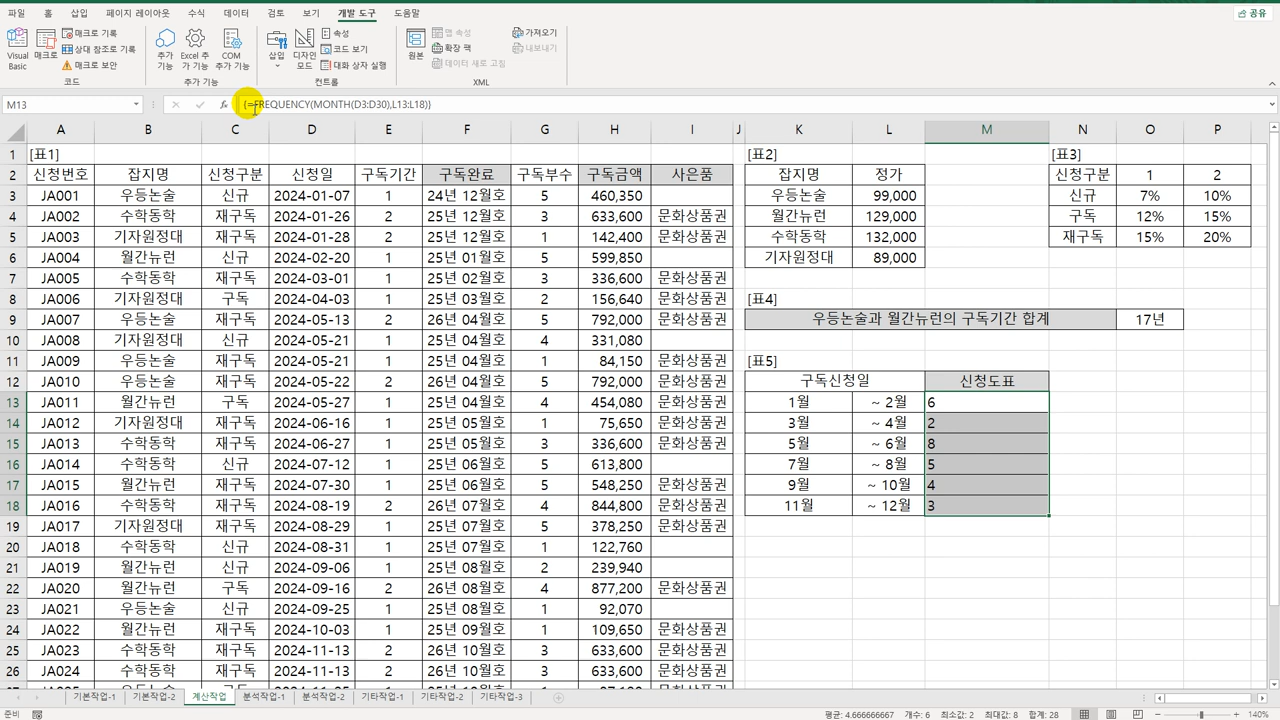 파일 홈 삽입 페이지 레이아웃 수식 데이터 검토 보기 개발 도구 도움말 공유
Visual Basic 매크로 매크로 기록 상대 참조로 기록 매크로 보안 코드
추가 기능 Excel 추가 기능 COM 추가 기능 추가 기능
삽입 디자인 모드 속성 코드 보기 대화 상자 실행 컨트롤
원본 맵 속성 확장 팩 데이터 새로 고침 가져오기 내보내기 XML
M13 fx {=FREQUENCY(MONTH(D3:D30),L13:L18)}
A B C D E F G H I J K L M N O P
1 [표1] [표2] [표3]
2 신청번호 잡지명 신청구분 신청일 구독기간 구독완료 구독부수 구독금액 사은품 잡지명 정가 신청구분 1 2
3 JA001 우등논술 신규 2024-01-07 1 24년 12월호 5 460,350 우등논술 99,000 신규 7% 10%
4 JA002 수학동학 재구독 2024-01-26 2 25년 12월호 3 633,600 문화상품권 월간뉴런 129,000 구독 12% 15%
5 JA003 기자원정대 재구독 2024-01-28 2 25년 12월호 1 142,400 문화상품권 수학동학 132,000 재구독 15% 20%
6 JA004 월간뉴런 신규 2024-02-20 1 25년 01월호 5 599,850 기자원정대 89,000
7 JA005 수학동학 재구독 2024-03-01 1 25년 02월호 3 336,600 문화상품권
8 JA006 기자원정대 구독 2024-04-03 1 25년 03월호 2 156,640 문화상품권 [표4]
9 JA007 우등논술 재구독 2024-05-13 2 26년 04월호 5 792,000 문화상품권 우등논술과 월간뉴런의 구독기간 합계 17년
10 JA008 기자원정대 신규 2024-05-21 1 25년 04월호 4 331,080
11 JA009 우등논술 재구독 2024-05-21 1 25년 04월호 1 84,150 문화상품권 [표5]
12 JA010 우등논술 재구독 2024-05-22 2 26년 04월호 5 792,000 문화상품권 구독신청일 신청도표
13 JA011 월간뉴런 구독 2024-05-27 1 25년 04월호 4 454,080 문화상품권 1월 ~ 2월 6
14 JA012 기자원정대 재구독 2024-06-16 1 25년 05월호 1 75,650 문화상품권 3월 ~ 4월 2
15 JA013 수학동학 재구독 2024-06-27 1 25년 05월호 3 336,600 문화상품권 5월 ~ 6월 8
16 JA014 수학동학 신규 2024-07-12 1 25년 06월호 5 613,800 7월 ~ 8월 5
17 JA015 월간뉴런 재구독 2024-07-30 1 25년 06월호 5 548,250 문화상품권 9월 ~ 10월 4
18 JA016 수학동학 재구독 2024-08-19 2 26년 07월호 4 844,800 문화상품권 11월 ~ 12월 3
19 JA017 기자원정대 재구독 2024-08-29 1 25년 07월호 5 378,250 문화상품권
20 JA018 수학동학 신규 2024-08-31 1 25년 07월호 1 122,760
21 JA019 월간뉴런 신규 2024-09-06 1 25년 08월호 2 239,940
22 JA020 월간뉴런 구독 2024-09-16 2 26년 08월호 4 877,200 문화상품권
23 JA021 우등논술 신규 2024-09-25 1 25년 08월호 1 92,070
24 JA022 월간뉴런 재구독 2024-10-03 1 25년 09월호 1 109,650 문화상품권
25 JA023 수학동학 재구독 2024-11-13 2 26년 10월호 3 633,600 문화상품권
26 JA024 수학동학 재구독 2024-11-13 2 26년 10월호 3 633,600 문화상품권
기본작업-1 기본작업-2 계산작업 분석작업-1 분석작업-2 기타작업-1 기타작업-2 기타작업-3
준비 평균: 4.666666667 개수: 6 최소값: 2 최대값: 8 합계: 28 140%